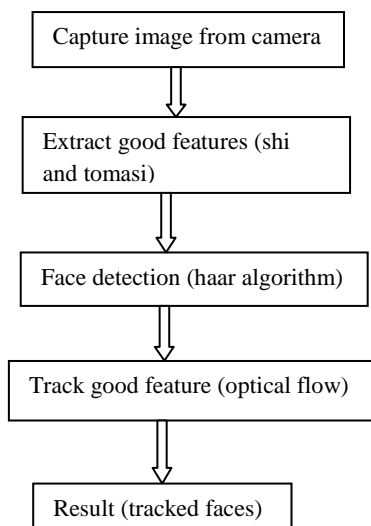 Capture image from camera
Extract good features (shi
and tomasi)
Face detection (haar algorithm)
Track good feature (optical flow)
Result (tracked faces)